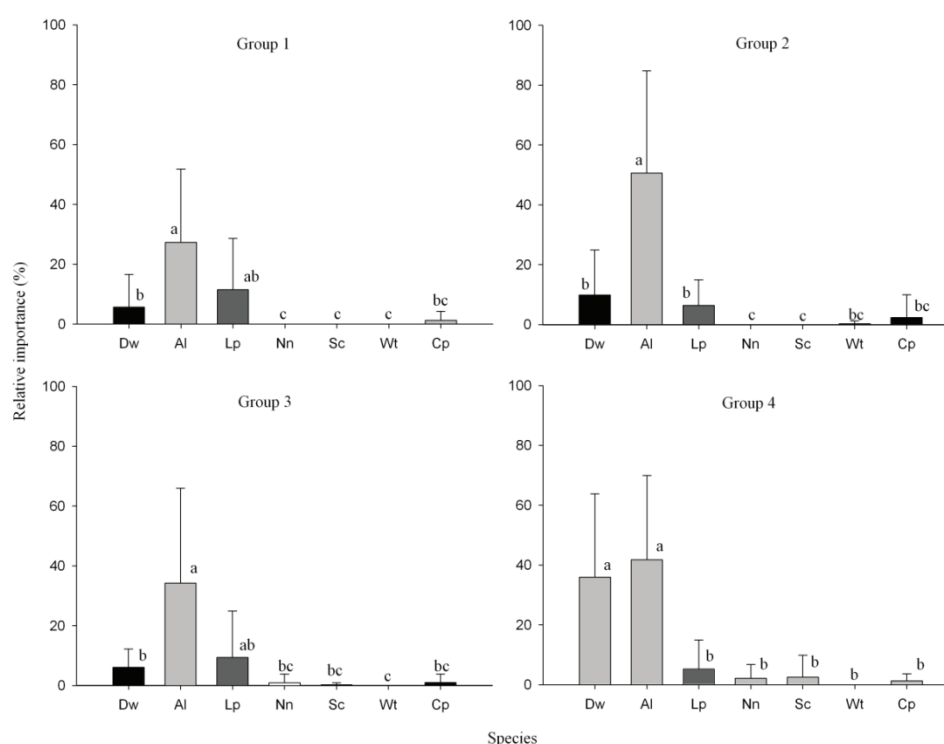 Relative importance (%)
Group 1
100
80
60
40
20
0
b
a
ab
c
c
c
bc
Dw Al Lp Nn Sc Wt Cp
Group 2
100
80
60
40
20
0
b
a
b
c
c
bc
bc
Dw Al Lp Nn Sc Wt Cp
Group 3
100
80
60
40
20
0
b
a
ab
bc
bc
c
bc
Dw Al Lp Nn Sc Wt Cp
Group 4
100
80
60
40
20
0
a
a
b
b
b
b
b
Dw Al Lp Nn Sc Wt Cp
Species